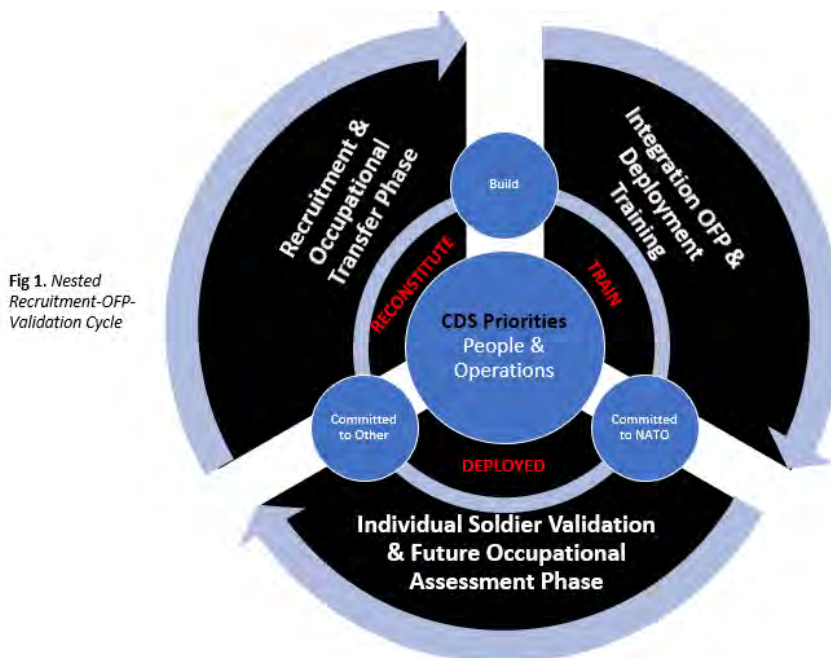 Fig 1. Nested
Recruitment-OFP-
Validation Cycle
Recruitment &
Occupational
Transfer Phase
Integration OFP &
Deployment
Training
Build
RECONSTITUTE
TRAIN
CDS Priorities
People &
Operations
Committed
to Other
Committed
to NATO
DEPLOYED
Individual Soldier Validation
& Future Occupational
Assessment Phase